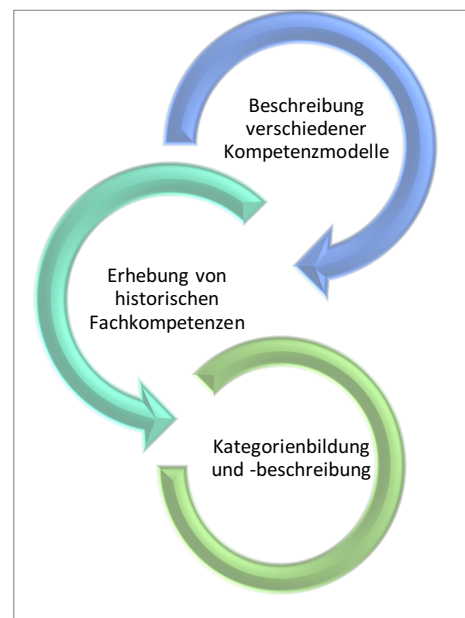 Beschreibung
verschiedener
Kompetenzmodelle
Erhebung von
historischen
Fachkompetenzen
Kategorienbildung
und -beschreibung